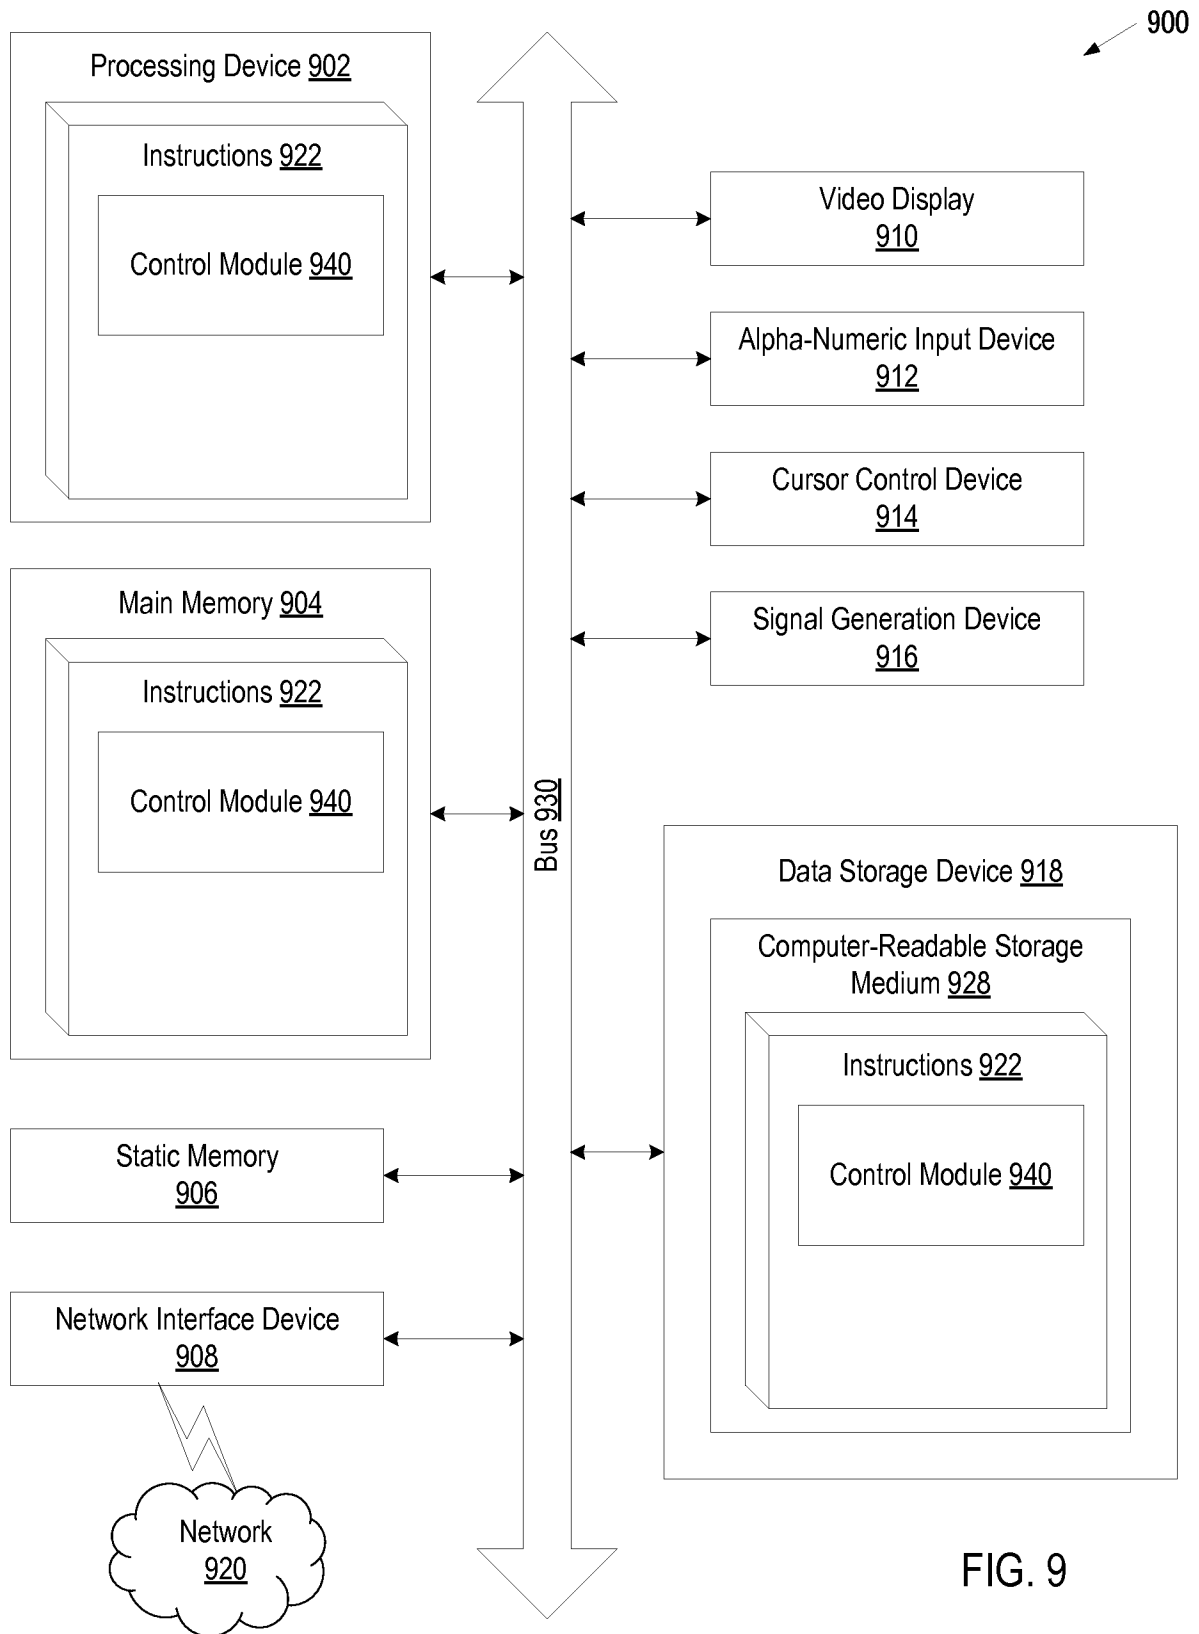 900
Processing Device 902
Instructions 922
Control Module 940
Main Memory 904
Instructions 922
Control Module 940
Static Memory
906
Network Interface Device
908
Network
920
Bus 930
Video Display
910
Alpha-Numeric Input Device
912
Cursor Control Device
914
Signal Generation Device
916
Data Storage Device 918
Computer-Readable Storage
Medium 928
Instructions 922
Control Module 940
FIG. 9